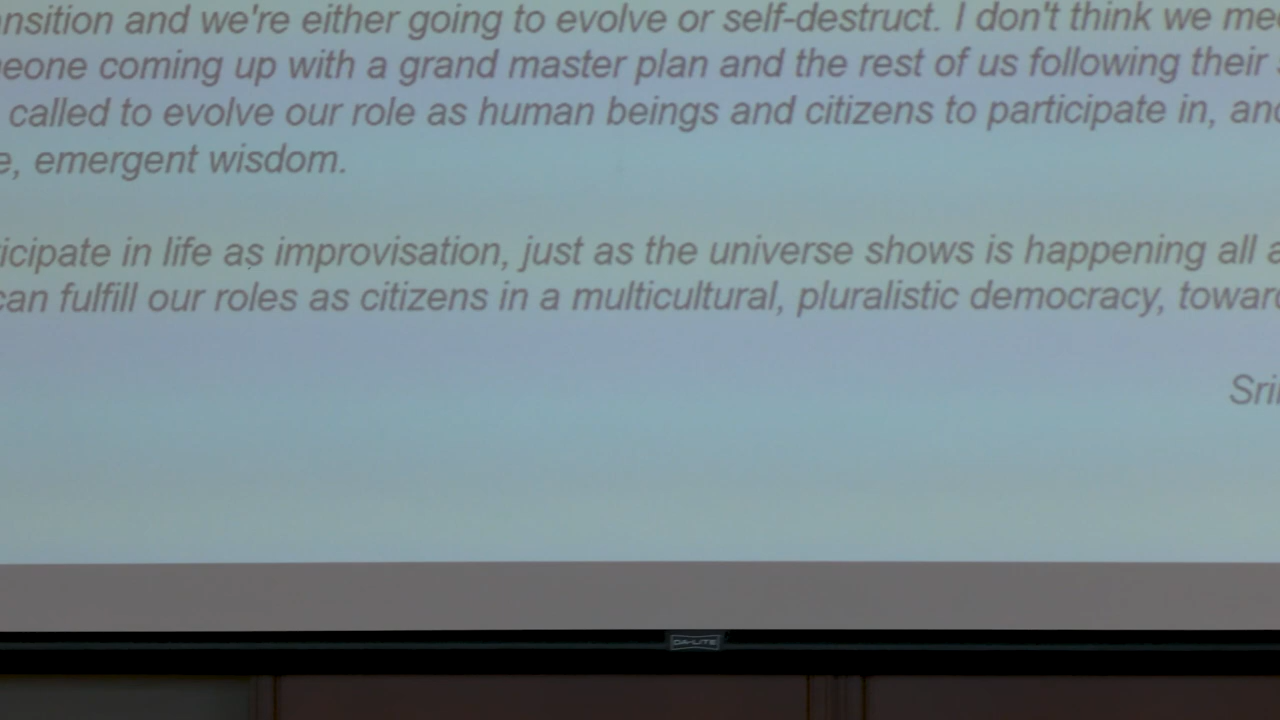 nsition and we're either going to evolve or self-destruct. I don't think we
eone coming up with a grand master plan and the rest of us following their
called to evolve our role as human beings and citizens to participate in, and
e, emergent wisdom.
icipate in life as improvisation, just as the universe shows is happening all
can fulfill our roles as citizens in a multicultural, pluralistic democracy,
DA-LITE